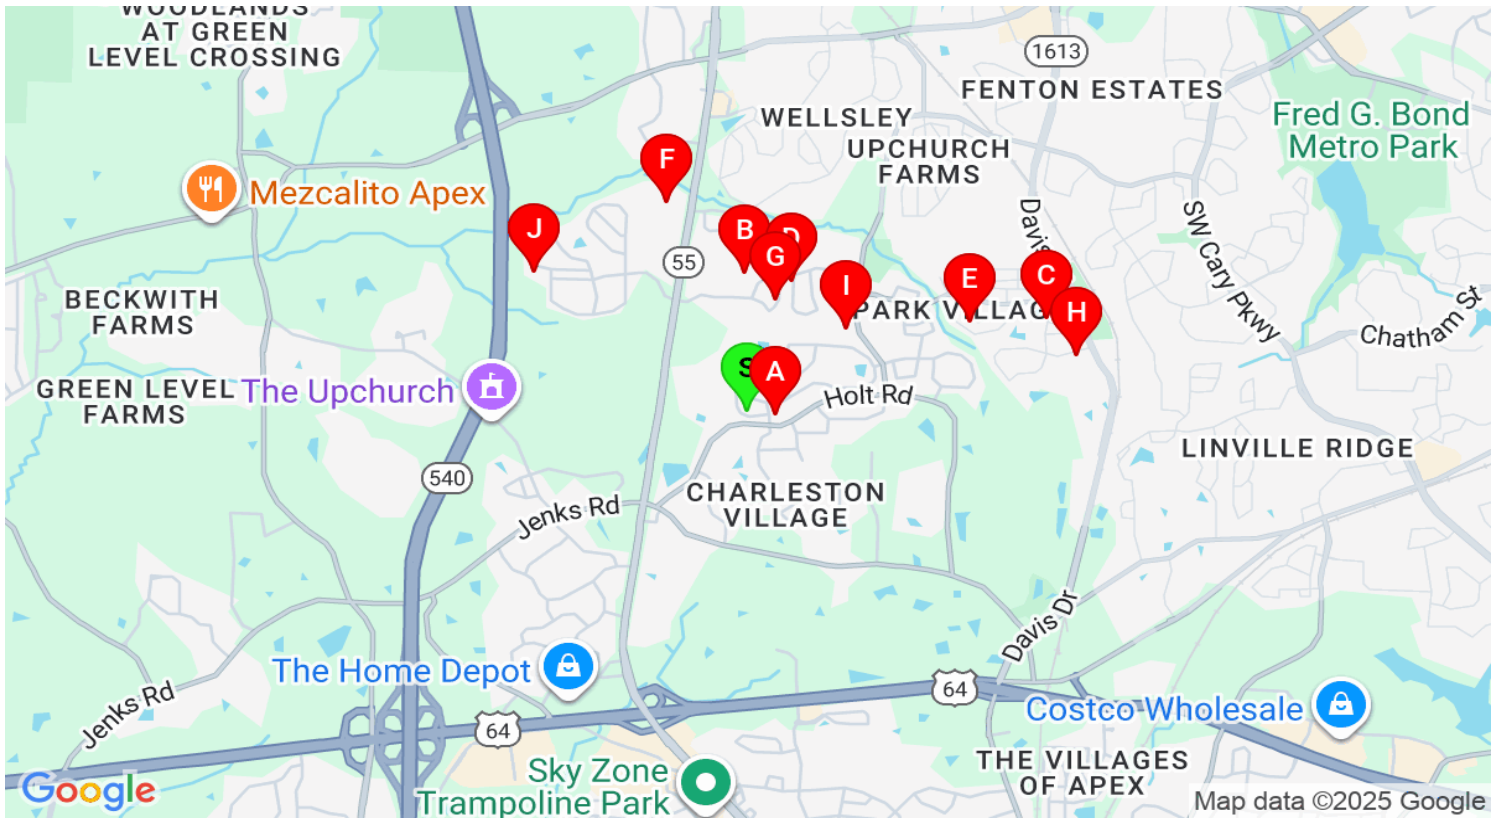 WOODLANDS
AT GREEN
LEVEL CROSSING
1613
FENTON ESTATES
WELLSLEY
Fred G. Bond
Metro Park
UPCHURCH
FARMS
F
Mezcalito Apex
J
B
D
G
55
Davis
SW Cary Pkwy
I
E
C
H
BECKWITH
FARMS
PARK VILLAG
Chatham St
GREEN LEVEL
FARMS
The Upchurch
S
A
Holt Rd
LINVILLE RIDGE
540
CHARLESTON
VILLAGE
Jenks Rd
Davis Dr
The Home Depot
64
Jenks Rd
64
Costco Wholesale
Sky Zone
Trampoline Park
THE VILLAGES
OF APEX
Google
Map data ©2025 Google